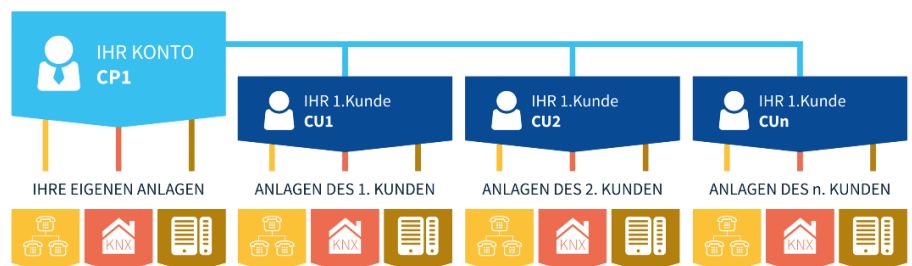 IHR KONTO
CP1
IHR 1.Kunde
CU1
IHR 1.Kunde
CU2
IHR 1.Kunde
CUn
IHRE EIGENEN ANLAGEN
ANLAGEN DES 1. KUNDEN
ANLAGEN DES 2. KUNDEN
ANLAGEN DES n. KUNDEN
KNX
KNX
KNX
KNX